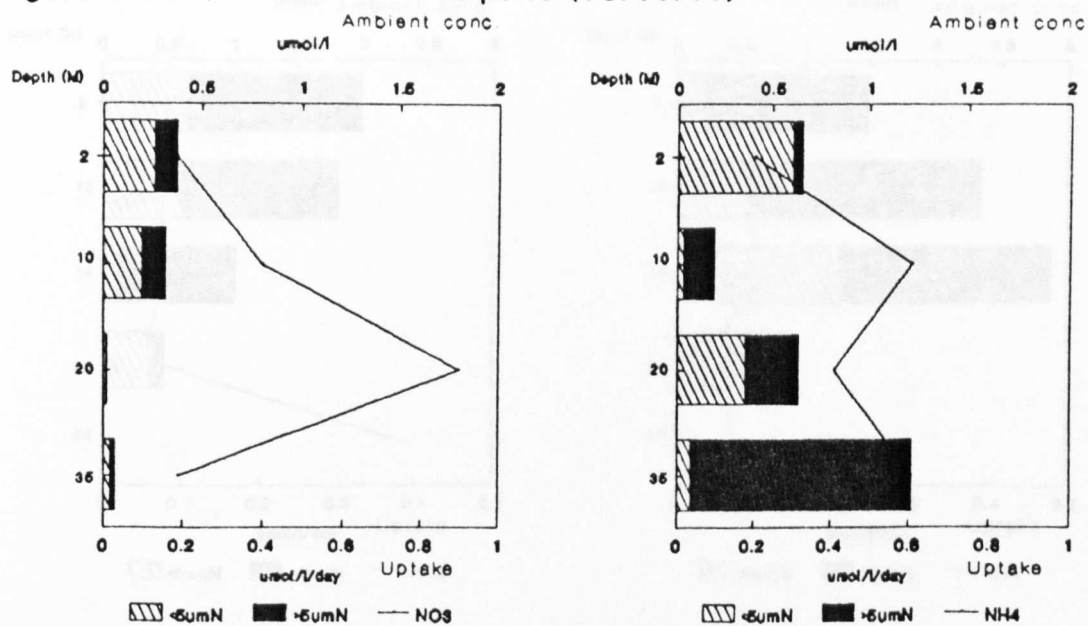 Ambient conc.
umol/l
Depth (M)
0 0.5 1 1.5 2
2
10
20
36
0 0.2 0.4 0.6 0.8 1
umol/l/day Uptake
<5umN >5umN NO3
Ambient conc
umol/l
Depth (M)
0 0.5 1 1.5 2
2
10
20
36
0 0.2 0.4 0.6 0.8 1
umol/l/day Uptake
<5umN >5umN NH4